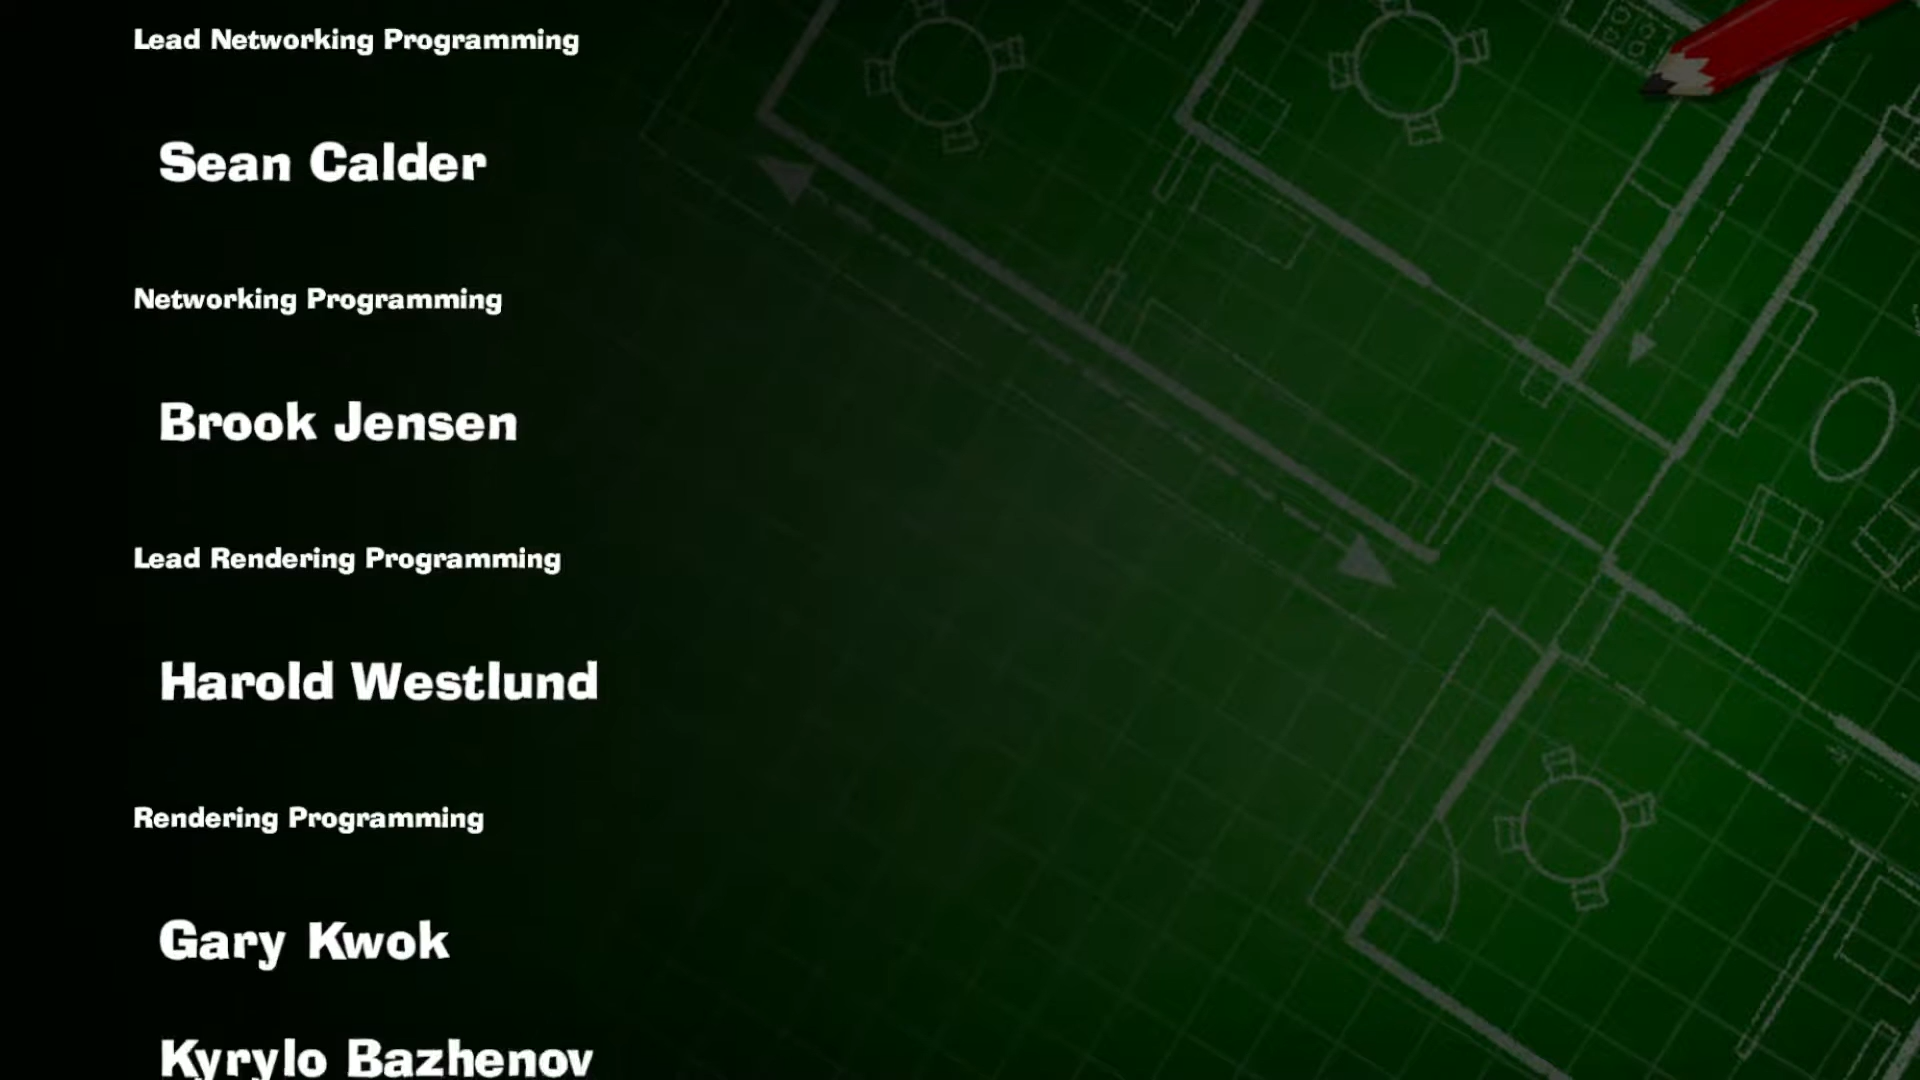 Lead Networking Programming
Sean Calder
Networking Programming
Brook Jensen
Lead Rendering Programming
Harold Westlund
Rendering Programming
Gary Kwok
Kyrylo Bazhenov